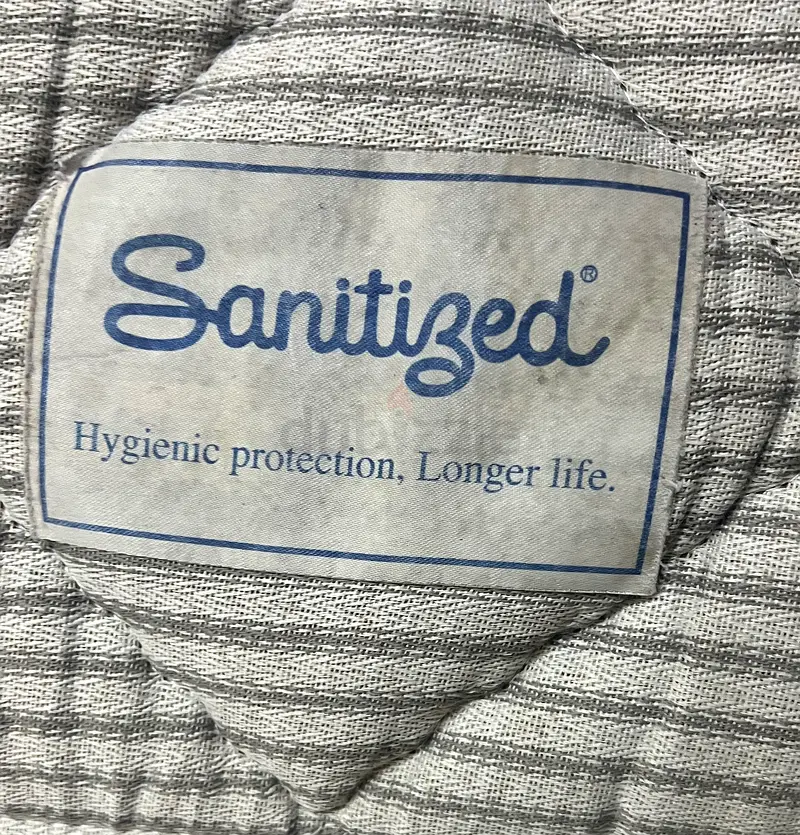 Sanitized®
Hygienic protection, Longer life.